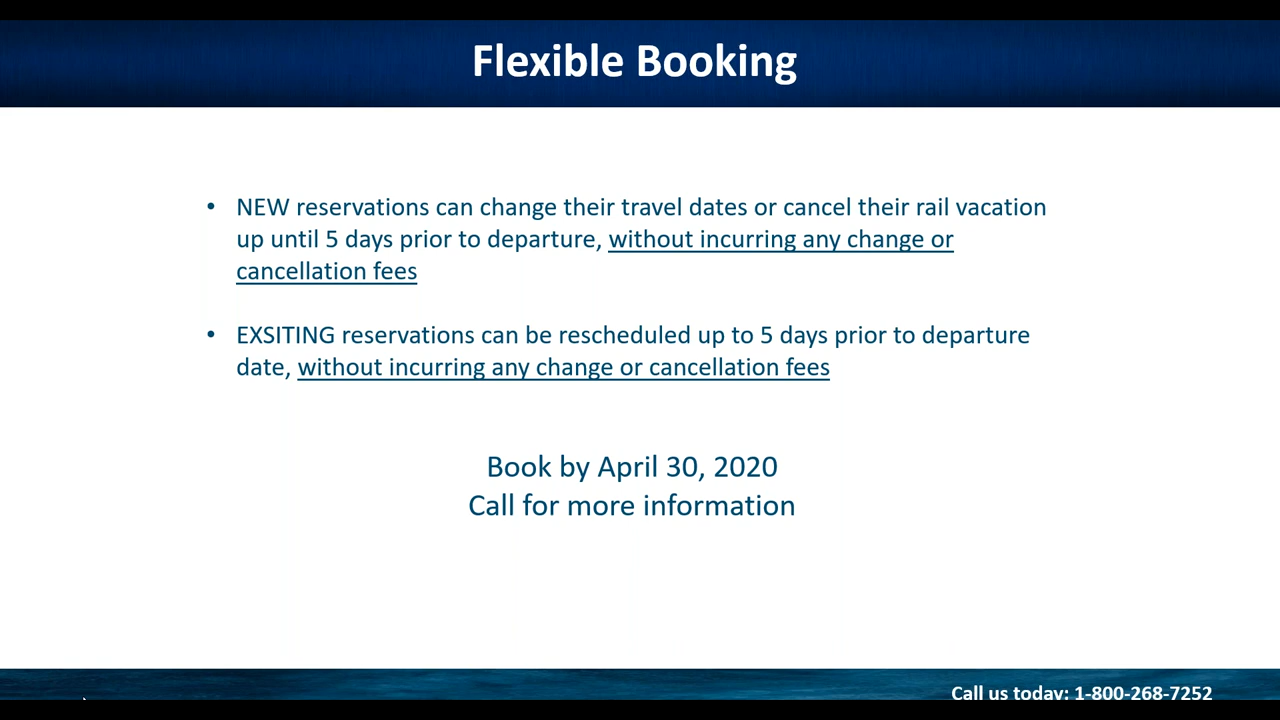 Flexible Booking
• NEW reservations can change their travel dates or cancel their rail vacation
up until 5 days prior to departure, without incurring any change or
cancellation fees
• EXSITING reservations can be rescheduled up to 5 days prior to departure
date, without incurring any change or cancellation fees
Book by April 30, 2020
Call for more information
Call us today: 1-800-268-7252